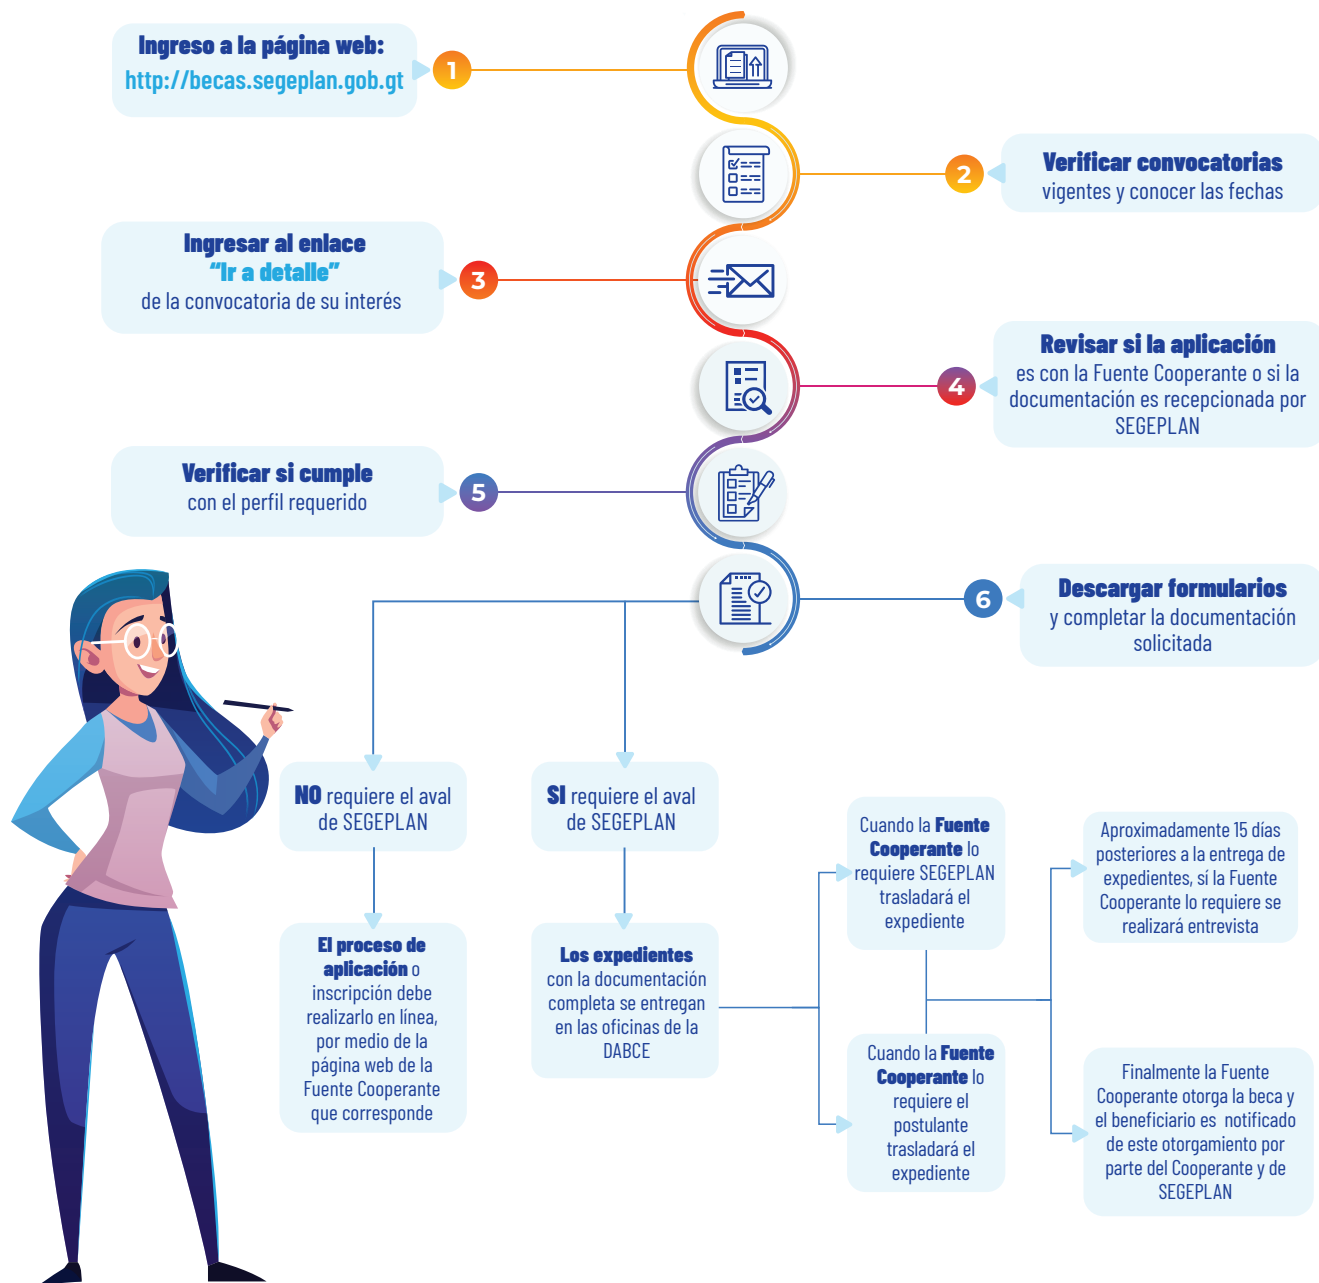 Ingreso a la página web:
http://becas.segeplan.gob.gt
1
2
Verificar convocatorias
vigentes y conocer las fechas
Ingresar al enlace
“Ir a detalle”
de la convocatoria de su interés
3
4
Revisar si la aplicación
es con la Fuente Cooperante o si la
documentación es recepcionada por
SEGEPLAN
Verificar si cumple
con el perfil requerido
5
6
Descargar formularios
y completar la documentación
solicitada
NO requiere el aval
de SEGEPLAN
El proceso de
aplicación o
inscripción debe
realizarlo en línea,
por medio de la
página web de la
Fuente Cooperante
que corresponde
SI requiere el aval
de SEGEPLAN
Los expedientes
con la documentación
completa se entregan
en las oficinas de la
DABCE
Cuando la Fuente
Cooperante lo
requiere SEGEPLAN
trasladará el
expediente
Cuando la Fuente
Cooperante lo
requiere el
postulante
trasladará el
expediente
Aproximadamente 15 días
posteriores a la entrega de
expedientes, sí la Fuente
Cooperante lo requiere se
realizará entrevista
Finalmente la Fuente
Cooperante otorga la beca y
el beneficiario es notificado
de este otorgamiento por
parte del Cooperante y de
SEGEPLAN